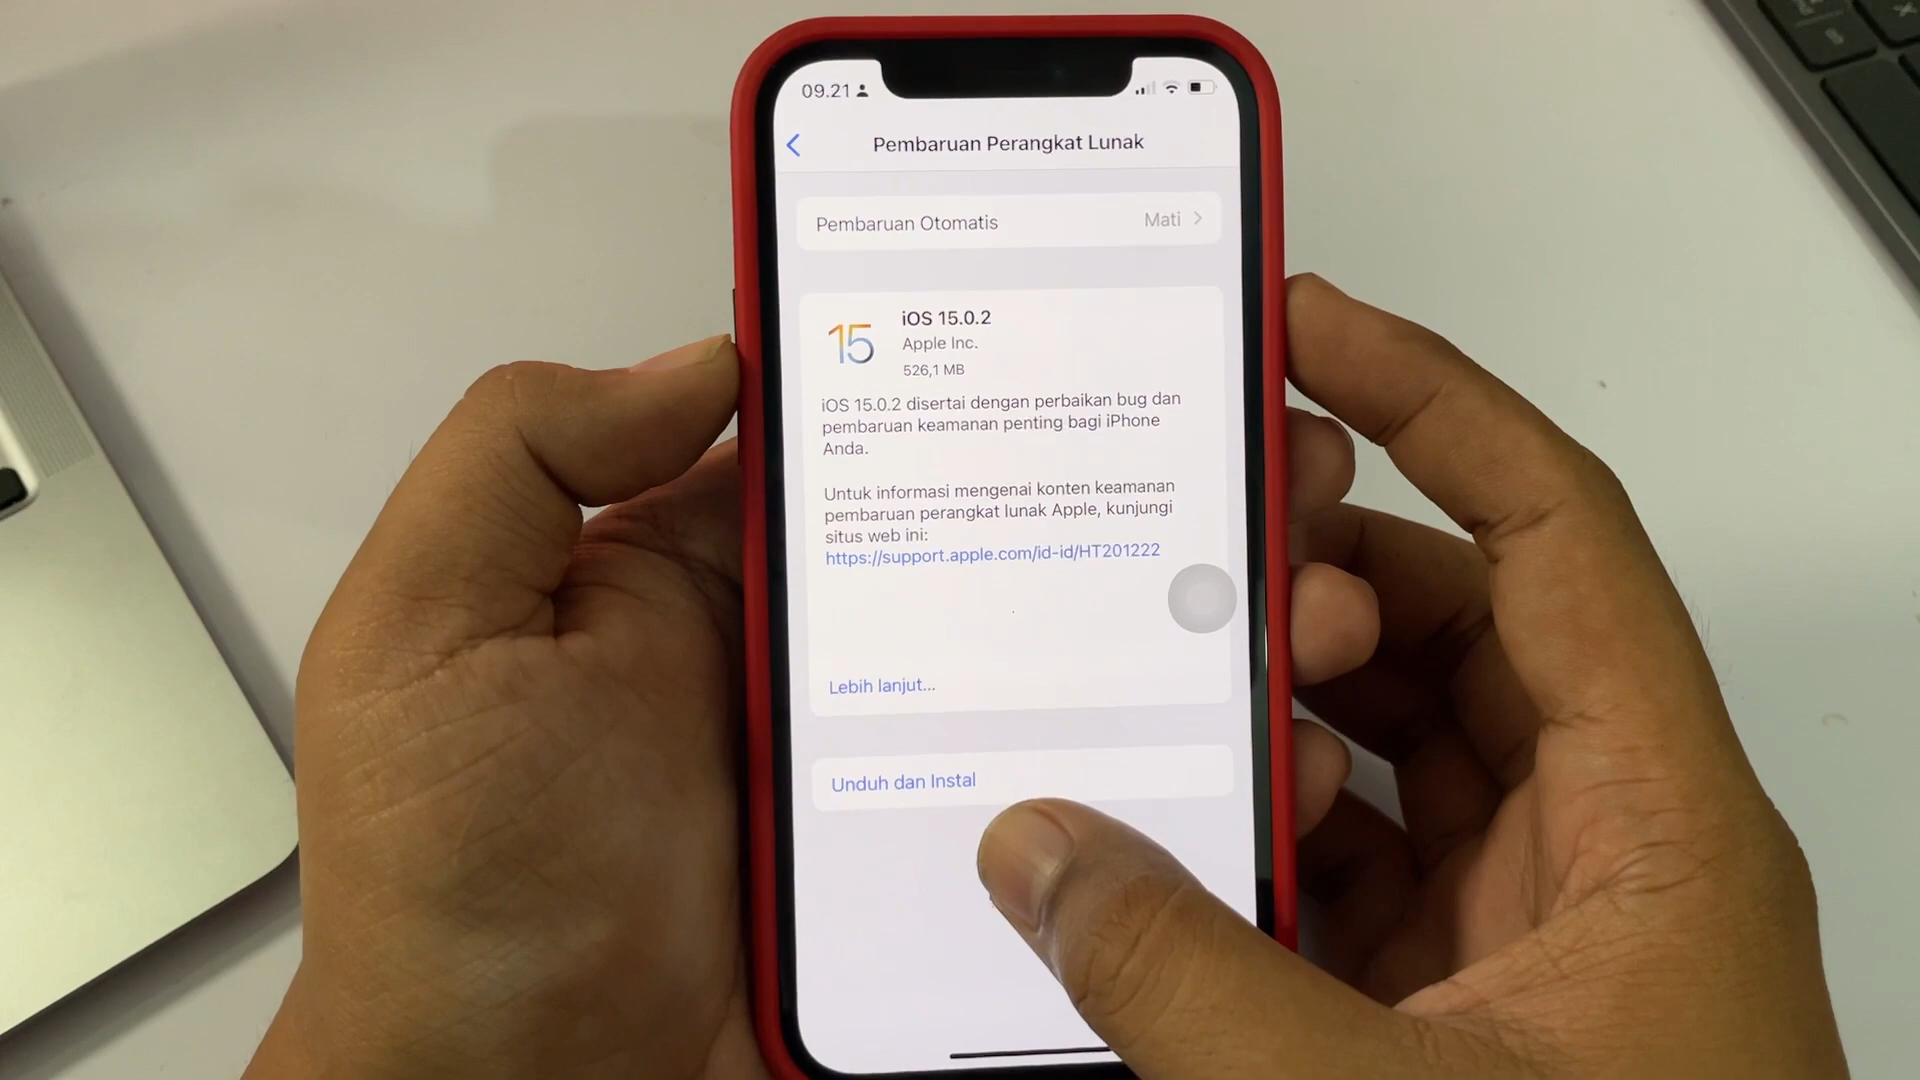 09.21
Pembaruan Perangkat Lunak
Pembaruan Otomatis Mati
15
iOS 15.0.2
Apple Inc.
526,1 MB
iOS 15.0.2 disertai dengan perbaikan bug dan
pembaruan keamanan penting bagi iPhone
Anda.
Untuk informasi mengenai konten keamanan
pembaruan perangkat lunak Apple, kunjungi
situs web ini:
https://support.apple.com/id-id/HT201222
Lebih lanjut...
Unduh dan Instal